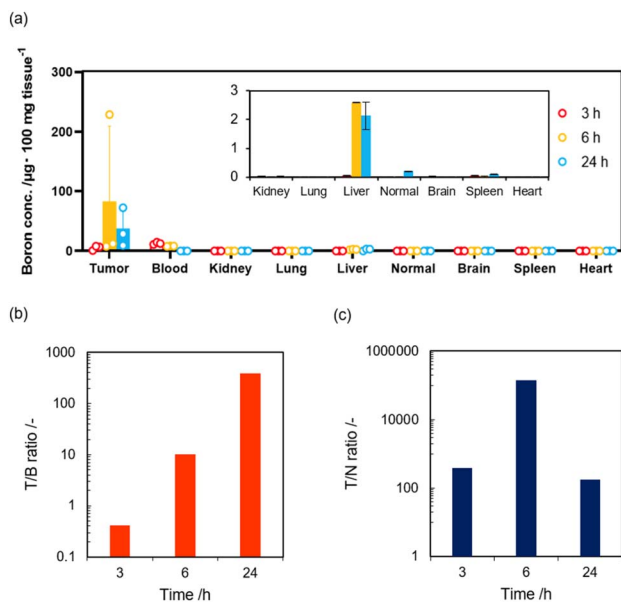 (a)
Boron conc. /µg · 100 mg tissue⁻¹
300
200
100
0
3
2
1
0
Kidney Lung Liver Normal Brain Spleen Heart
3 h
6 h
24 h
Tumor Blood Kidney Lung Liver Normal Brain Spleen Heart
(b)
T/B ratio /-
1000
100
10
1
0.1
3 6 24
Time /h
(c)
T/N ratio /-
1000000
10000
100
1
3 6 24
Time /h